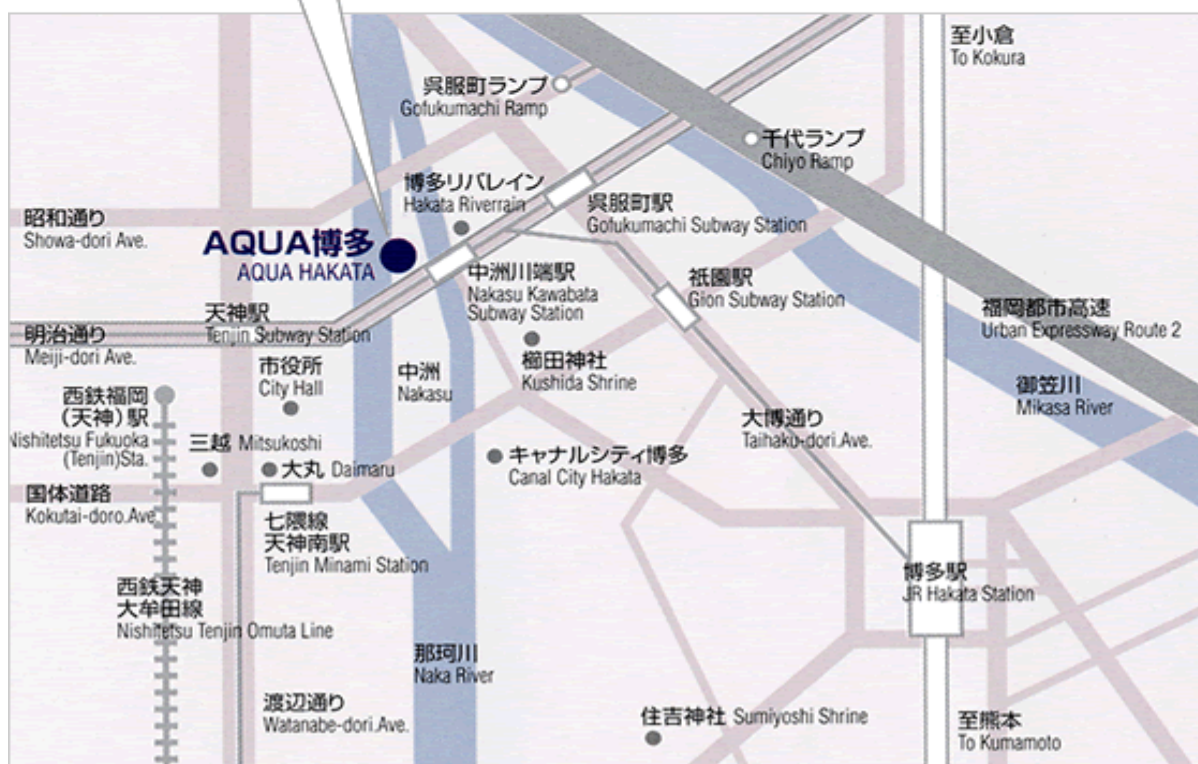 至小倉
To Kokura
呉服町ランプ
Gofukumachi Ramp
千代ランプ
Chiyo Ramp
博多リバレイン
Hakata Riverrain
呉服町駅
Gofukumachi Subway Station
昭和通り
Showa-dori Ave.
AQUA博多
AQUA HAKATA
中洲川端駅
Nakasu Kawabata
Subway Station
祇園駅
Gion Subway Station
福岡都市高速
Urban Expressway Route 2
天神駅
Tenjin Subway Station
明治通り
Meiji-dori Ave.
市役所
City Hall
中洲
Nakasu
櫛田神社
Kushida Shrine
御笠川
Mikasa River
西鉄福岡
(天神)駅
Nishitetsu Fukuoka
(Tenjin)Sta.
大博通り
Taihaku-dori.Ave.
三越 Mitsukoshi
大丸 Daimaru
キャナルシティ博多
Canal City Hakata
国体道路
Kokutai-doro.Ave
七隈線
天神南駅
Tenjin Minami Station
博多駅
JR Hakata Station
西鉄天神
大牟田線
Nishitetsu Tenjin Omuta Line
那珂川
Naka River
渡辺通り
Watanabe-dori.Ave.
住吉神社 Sumiyoshi Shrine
至熊本
To Kumamoto